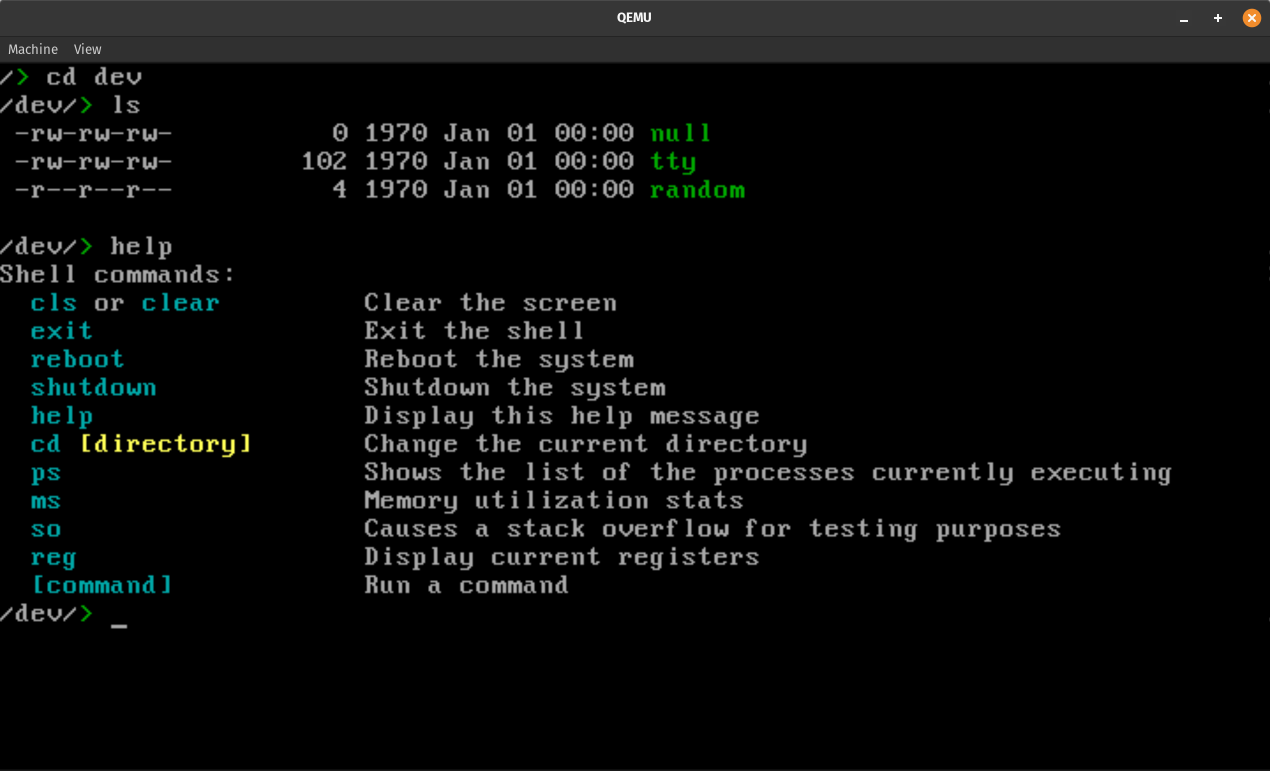 QEMU
Machine View
/> cd dev
/dev/> ls
-rw-rw-rw- 0 1970 Jan 01 00:00 null
-rw-rw-rw- 102 1970 Jan 01 00:00 tty
-r--r--r-- 4 1970 Jan 01 00:00 random
/dev/> help
Shell commands:
cls or clear Clear the screen
exit Exit the shell
reboot Reboot the system
shutdown Shutdown the system
help Display this help message
cd [directory] Change the current directory
ps Shows the list of the processes currently executing
ms Memory utilization stats
so Causes a stack overflow for testing purposes
reg Display current registers
[command] Run a command
/dev/> _